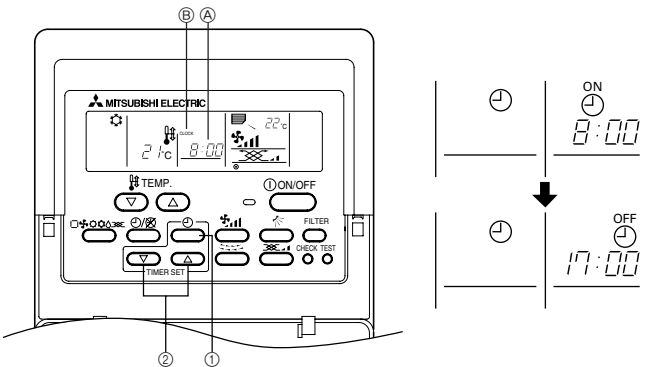 Ⓑ Ⓐ
MITSUBISHI ELECTRIC
CLOCK
22°C
21°C 8:00
TEMP.
ON/OFF
FILTER
CHECK TEST
TIMER SET
② ①
ON
8:00
OFF
17:00